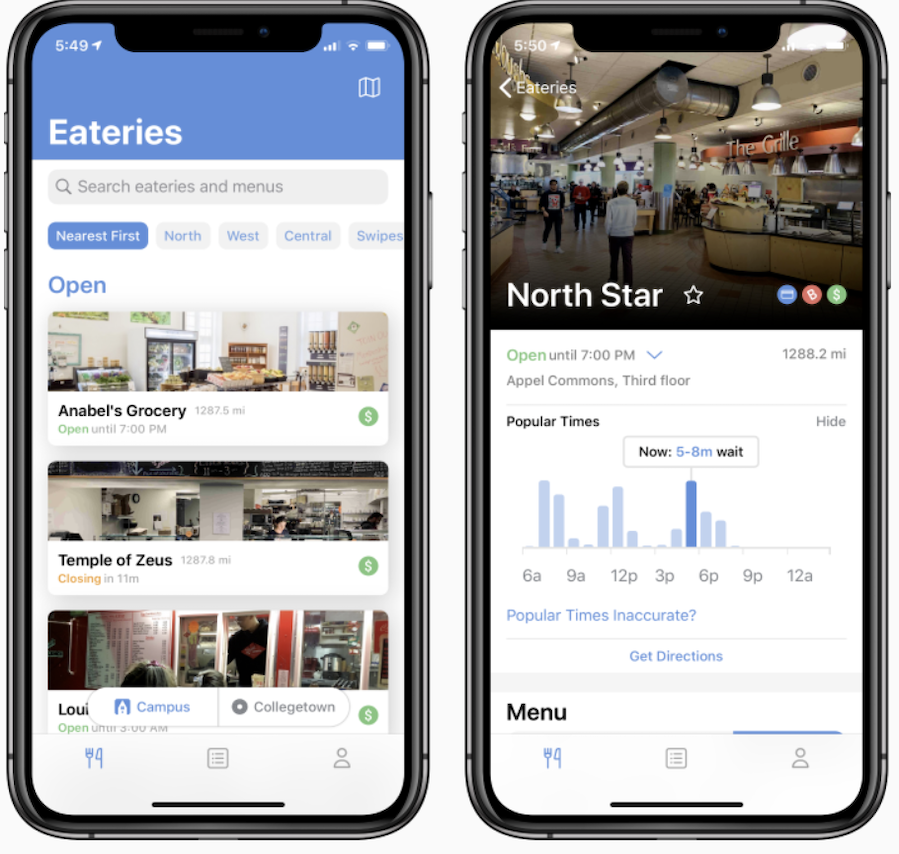 5:49
Eateries
Search eateries and menus
Nearest First North West Central Swipes
Open
Anabel's Grocery 1287.5 mi
Open until 7:00 PM
$
Temple of Zeus 1287.8 mi
Closing in 11m
$
Loui
Open until 3:00 AM
$
Campus
Collegetown
5:50
Eateries
The Grille
North Star
B $
Open until 7:00 PM
1288.2 mi
Appel Commons, Third floor
Popular Times
Hide
Now: 5-8m wait
6a 9a 12p 3p 6p 9p 12a
Popular Times Inaccurate?
Get Directions
Menu